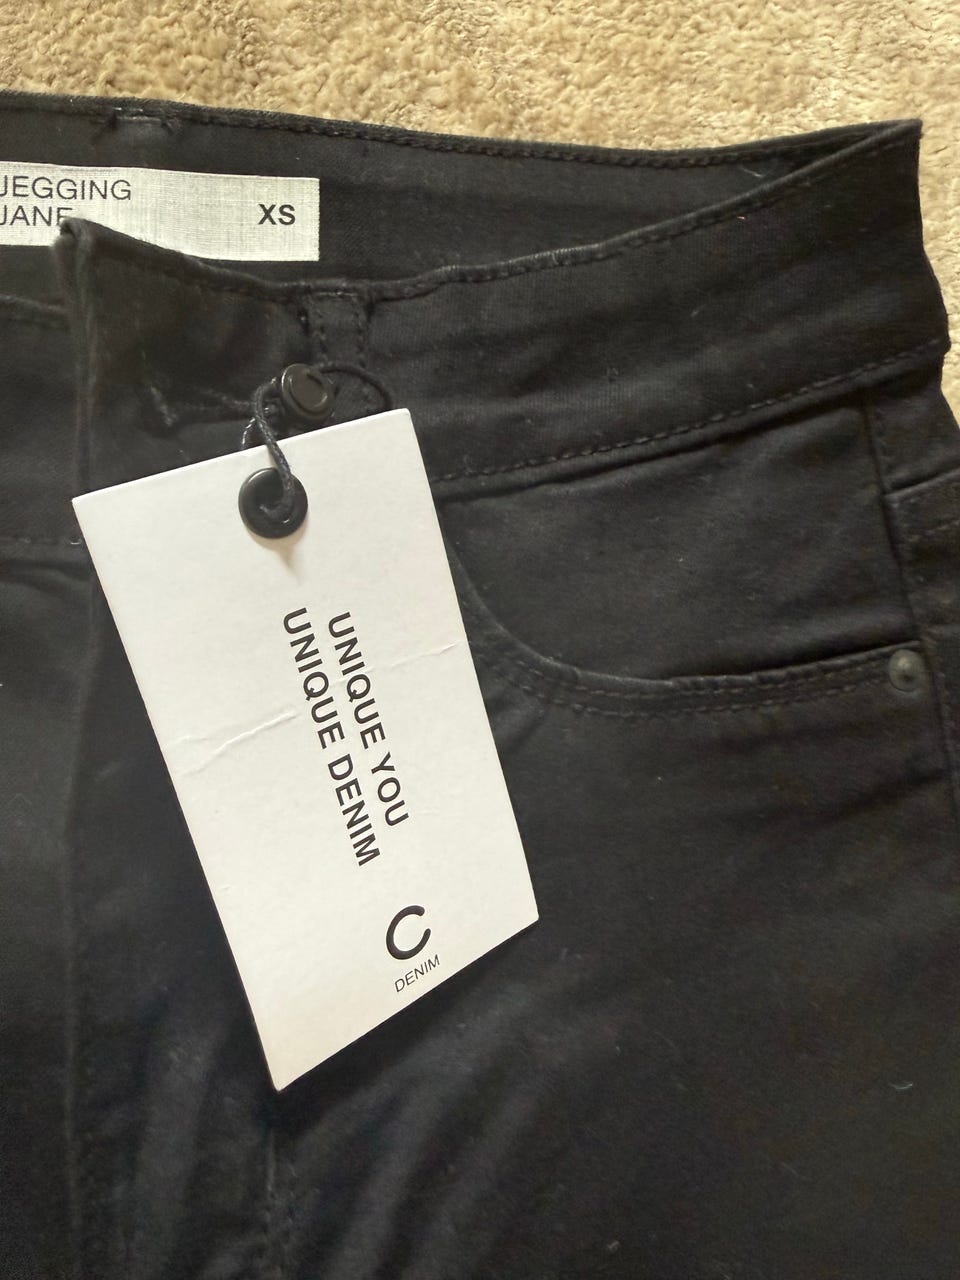 JEGGING
JANE
XS
UNIQUE YOU
UNIQUE DENIM
C
DENIM